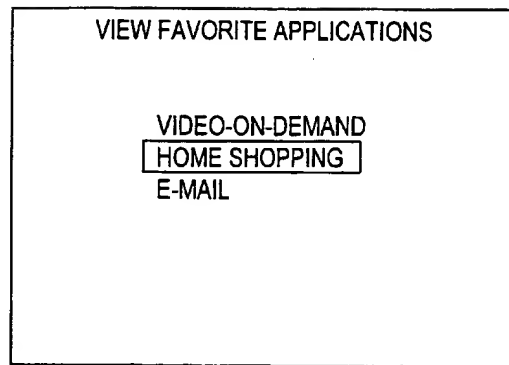 VIEW FAVORITE APPLICATIONS
VIDEO-ON-DEMAND
HOME SHOPPING
E-MAIL